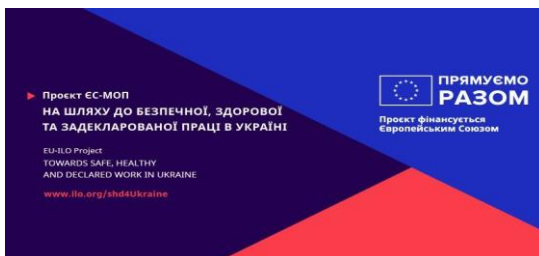 Проєкт ЄС-МОП
НА ШЛЯХУ ДО БЕЗПЕЧНОЇ, ЗДОРОВОЇ
ТА ЗАДЕКЛАРОВАНОЇ ПРАЦІ В УКРАЇНІ
EU-ILO Project
TOWARDS SAFE, HEALTHY
AND DECLARED WORK IN UKRAINE
www.ilo.org/shd4Ukraine
ПРЯМУЄМО
РАЗОМ
Проєкт фінансується
Європейським Союзом